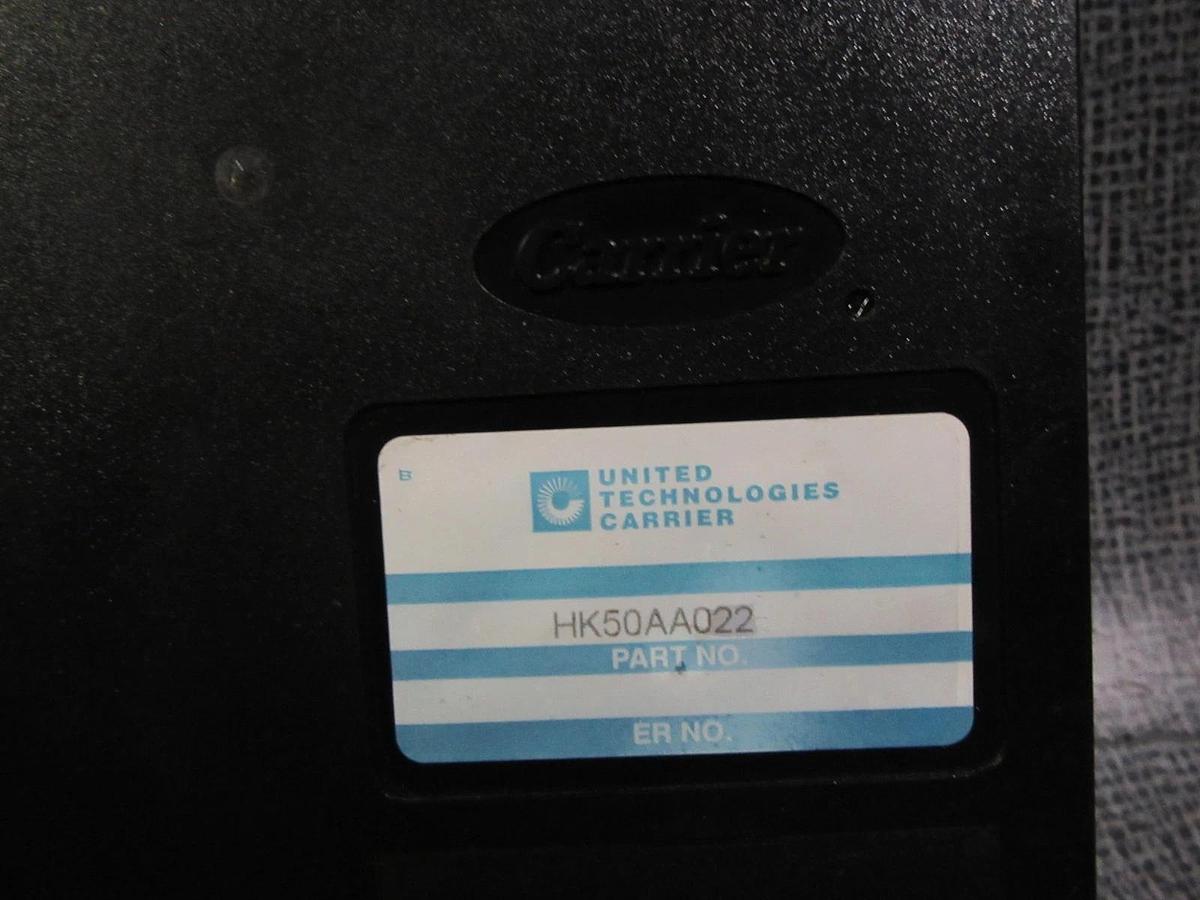 Carrier
B
UNITED
TECHNOLOGIES
CARRIER
HK50AA022
PART NO.
ER NO.